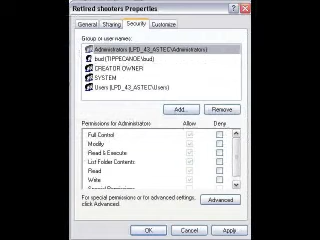 Retired shooters Properties
General Sharing Security Customize
Group or user names:
Administrators (LPD_43_ASTEC\Administrators)
bud (TIPPECANOE\bud)
CREATOR OWNER
SYSTEM
Users (LPD_43_ASTEC\Users)
Add... Remove
Permissions for Administrators Allow Deny
Full Control
Modify
Read & Execute
List Folder Contents
Read
Write
Special Permissions
For special permissions or for advanced settings,
click Advanced.
Advanced
OK Cancel Apply